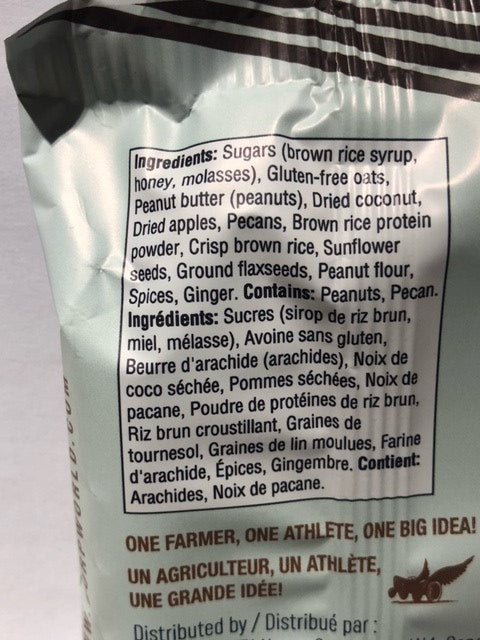 Ingredients: Sugars (brown rice syrup,
honey, molasses), Gluten-free oats,
Peanut butter (peanuts), Dried coconut,
Dried apples, Pecans, Brown rice protein
powder, Crisp brown rice, Sunflower
seeds, Ground flaxseeds, Peanut flour,
Spices, Ginger. Contains: Peanuts, Pecan.
Ingrédients: Sucres (sirop de riz brun,
miel, mélasse), Avoine sans gluten,
Beurre d'arachide (arachides), Noix de
coco séchée, Pommes séchées, Noix de
pacane, Poudre de protéines de riz brun,
Riz brun croustillant, Graines de
tournesol, Graines de lin moulues, Farine
d'arachide, Épices, Gingembre. Contient:
Arachides, Noix de pacane.
ONE FARMER, ONE ATHLETE, ONE BIG IDEA!
UN AGRICULTEUR, UN ATHLÈTE,
UNE GRANDE IDÉE!
Distributed by / Distribué par :